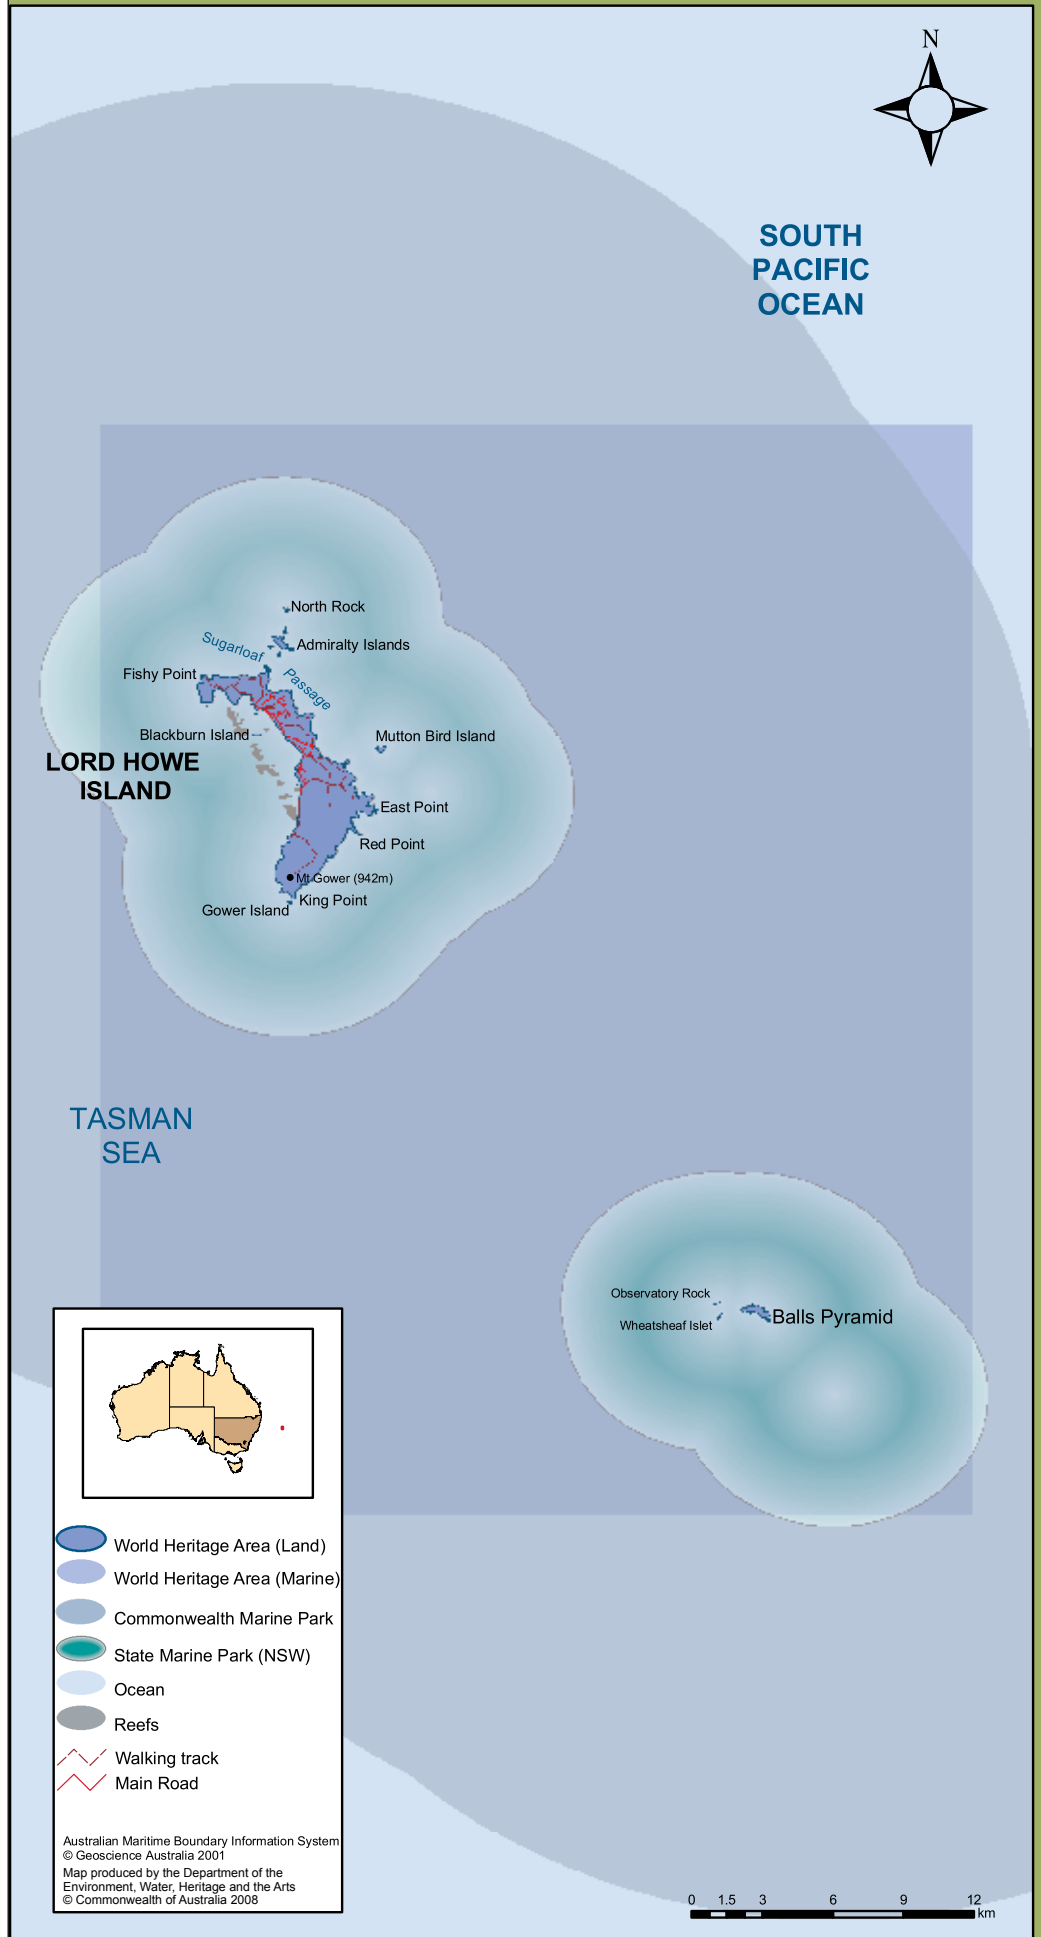 N
SOUTH
PACIFIC
OCEAN
North Rock
Sugarloaf
Admiralty Islands
Fishy Point
Passage
Blackburn Island
Mutton Bird Island
LORD HOWE
ISLAND
East Point
Red Point
Mt Gower (942m)
King Point
Gower Island
TASMAN
SEA
Observatory Rock
Balls Pyramid
Wheatsheaf Islet
World Heritage Area (Land)
World Heritage Area (Marine)
Commonwealth Marine Park
State Marine Park (NSW)
Ocean
Reefs
Walking track
Main Road
Australian Maritime Boundary Information System
© Geoscience Australia 2001
Map produced by the Department of the
Environment, Water, Heritage and the Arts
© Commonwealth of Australia 2008
0 1.5 3 6 9 12
km